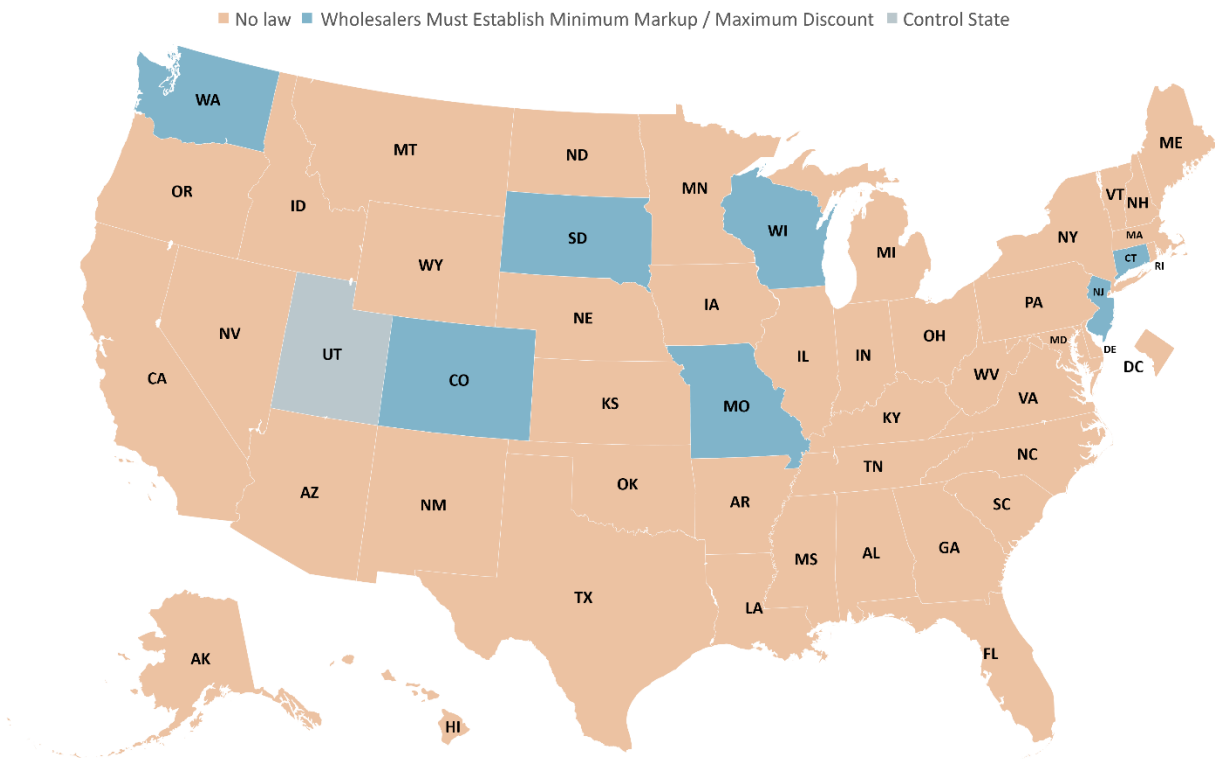 No law Wholesalers Must Establish Minimum Markup / Maximum Discount Control State
WA
MT
ND
MN
ME
OR
ID
SD
WI
MI
VT
NH
NY
MA
CT
RI
WY
NE
IA
PA
NJ
NV
UT
CO
IL
IN
OH
MD
DE
DC
CA
KS
MO
WV
VA
KY
AZ
NM
OK
AR
TN
NC
SC
MS
AL
GA
TX
LA
AK
FL
HI